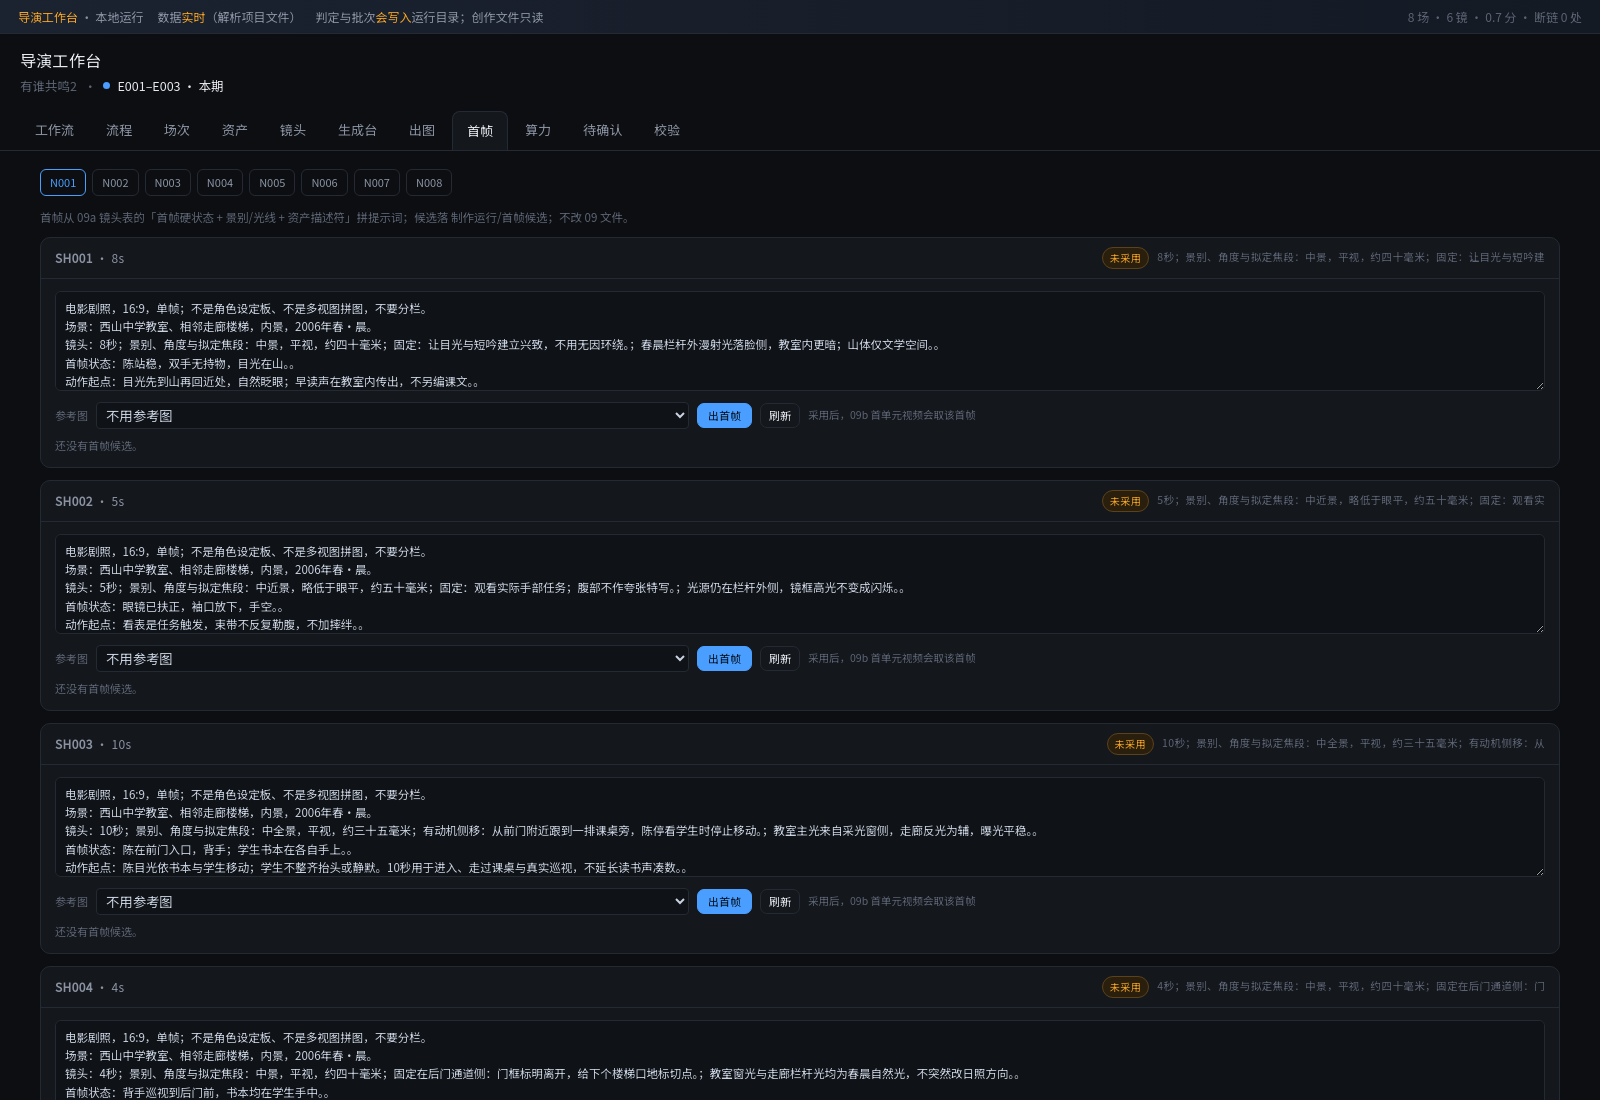 导演工作台 · 本地运行 数据实时（解析项目文件） 判定与批次会写入运行目录；创作文件只读
8 场 · 6 镜 · 0.7 分 · 断链 0 处
导演工作台
有谁共鸣2 · E001–E003 · 本期
工作流 流程 场次 资产 镜头 生成台 出图 首帧 算力 待确认 校验
N001 N002 N003 N004 N005 N006 N007 N008
首帧从 09a 镜头表的「首帧硬状态 + 景别/光线 + 资产描述符」拼提示词；候选落 制作运行/首帧候选；不改 09 文件。
SH001 · 8s
未采用 8秒；景别、角度与拟定焦段：中景，平视，约四十毫米；固定：让目光与短吟建
电影剧照，16:9，单帧；不是角色设定板、不是多视图拼图，不要分栏。
场景：西山中学教室、相邻走廊楼梯，内景，2006年春·晨。
镜头：8秒；景别、角度与拟定焦段：中景，平视，约四十毫米；固定：让目光与短吟建立兴致，不用无因环绕。；春晨栏杆外漫射光落脸侧，教室内更暗；山体仅文学空间。。
首帧状态：陈站稳，双手无持物，目光在山。。
动作起点：目光先到山再回近处，自然眨眼；早读声在教室内传出，不另编课文。。
参考图 不用参考图 出首帧 刷新 采用后，09b 首单元视频会取该首帧
还没有首帧候选。
SH002 · 5s
未采用 5秒；景别、角度与拟定焦段：中近景，略低于眼平，约五十毫米；固定：观看实
电影剧照，16:9，单帧；不是角色设定板、不是多视图拼图，不要分栏。
场景：西山中学教室、相邻走廊楼梯，内景，2006年春·晨。
镜头：5秒；景别、角度与拟定焦段：中近景，略低于眼平，约五十毫米；固定：观看实际手部任务；腹部不作夸张特写。；光源仍在栏杆外侧，镜框高光不变成闪烁。。
首帧状态：眼镜已扶正，袖口放下，手空。。
动作起点：看表是任务触发，束带不反复勒腹，不加摔绊。。
参考图 不用参考图 出首帧 刷新 采用后，09b 首单元视频会取该首帧
还没有首帧候选。
SH003 · 10s
未采用 10秒；景别、角度与拟定焦段：中全景，平视，约三十五毫米；有动机侧移：从
电影剧照，16:9，单帧；不是角色设定板、不是多视图拼图，不要分栏。
场景：西山中学教室、相邻走廊楼梯，内景，2006年春·晨。
镜头：10秒；景别、角度与拟定焦段：中全景，平视，约三十五毫米；有动机侧移：从前门附近跟到一排课桌旁，陈停看学生时停止移动。；教室主光来自采光窗侧，走廊反光为辅，曝光平稳。。
首帧状态：陈在前门入口，背手；学生书本在各自手上。。
动作起点：陈目光依书本与学生移动；学生不整齐抬头或静默。10秒用于进入、走过课桌与真实巡视，不延长读书声凑数。。
参考图 不用参考图 出首帧 刷新 采用后，09b 首单元视频会取该首帧
还没有首帧候选。
SH004 · 4s
未采用 4秒；景别、角度与拟定焦段：中景，平视，约四十毫米；固定在后门通道侧：门
电影剧照，16:9，单帧；不是角色设定板、不是多视图拼图，不要分栏。
场景：西山中学教室、相邻走廊楼梯，内景，2006年春·晨。
镜头：4秒；景别、角度与拟定焦段：中景，平视，约四十毫米；固定在后门通道侧：门框标明离开，给下个楼梯口地标切点。；教室窗光与走廊栏杆光均为春晨自然光，不突然改日照方向。。
首帧状态：背手巡视到后门前，书本均在学生手中。。